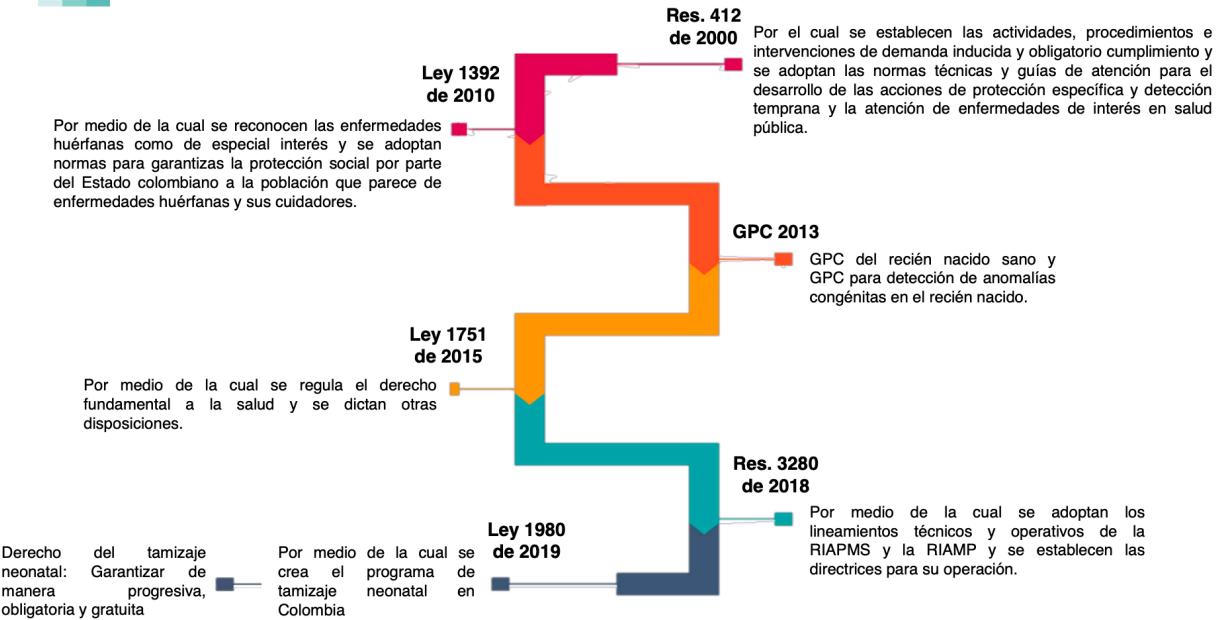 Res. 412
de 2000
Por el cual se establecen las actividades, procedimientos e
intervenciones de demanda inducida y obligatorio cumplimiento y
se adoptan las normas técnicas y guías de atención para el
desarrollo de las acciones de protección específica y detección
temprana y la atención de enfermedades de interés en salud
pública.
Ley 1392
de 2010
Por medio de la cual se reconocen las enfermedades
huérfanas como de especial interés y se adoptan
normas para garantizas la protección social por parte
del Estado colombiano a la población que parece de
enfermedades huérfanas y sus cuidadores.
GPC 2013
GPC del recién nacido sano y
GPC para detección de anomalías
congénitas en el recién nacido.
Ley 1751
de 2015
Por medio de la cual se regula el derecho
fundamental a la salud y se dictan otras
disposiciones.
Res. 3280
de 2018
Por medio de la cual se adoptan los
lineamientos técnicos y operativos de la
RIAPMS y la RIAMP y se establecen las
directrices para su operación.
Ley 1980
de 2019
Por medio de la cual se
crea el programa de
tamizaje neonatal en
Colombia
Derecho del tamizaje
neonatal: Garantizar de
manera progresiva,
obligatoria y gratuita